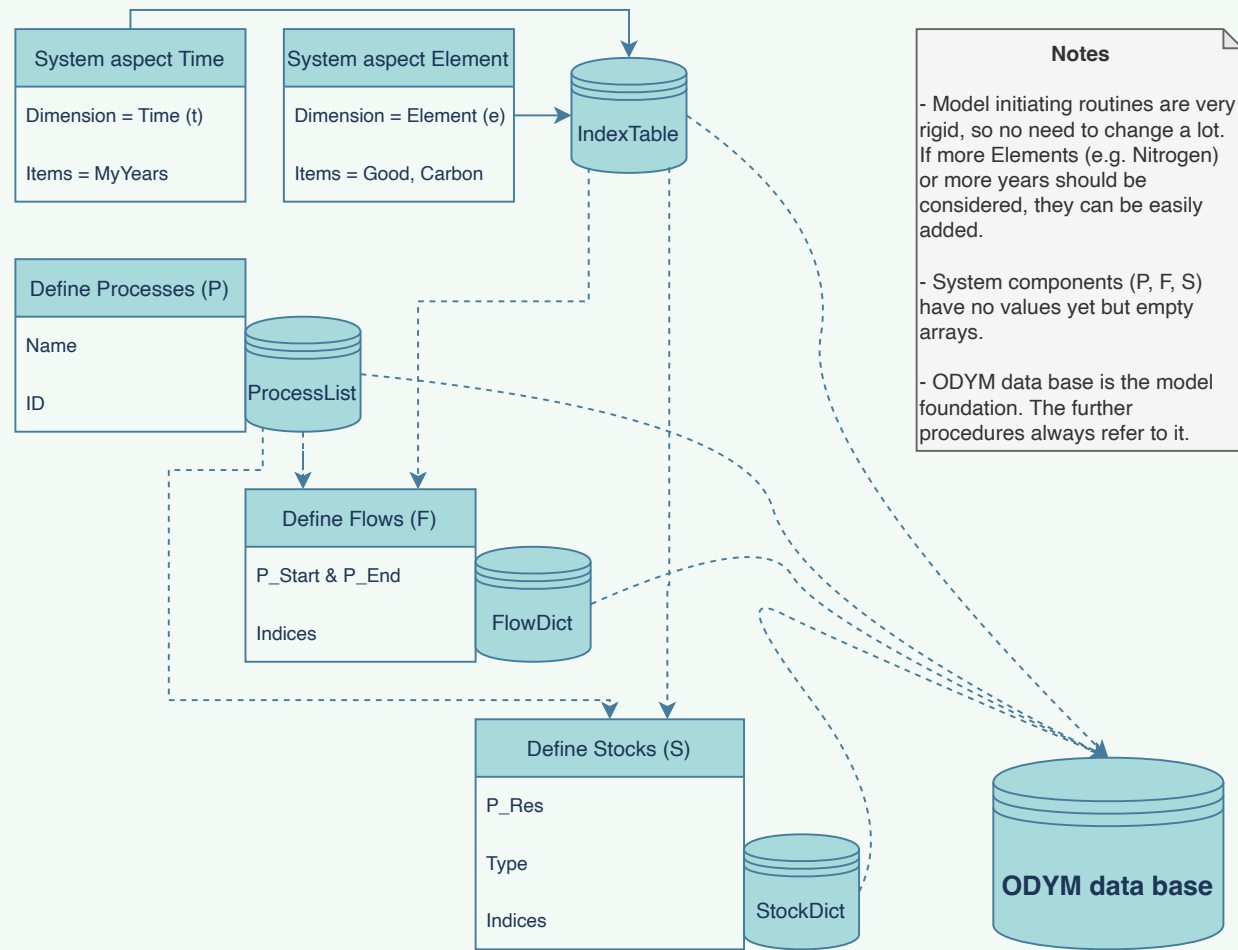 System aspect Time
Dimension = Time (t)
Items = MyYears
System aspect Element
Dimension = Element (e)
Items = Good, Carbon
IndexTable
Notes
- Model initiating routines are very
rigid, so no need to change a lot.
If more Elements (e.g. Nitrogen)
or more years should be
considered, they can be easily
added.
- System components (P, F, S)
have no values yet but empty
arrays.
- ODYM data base is the model
foundation. The further
procedures always refer to it.
Define Processes (P)
Name
ID
ProcessList
Define Flows (F)
P_Start & P_End
Indices
FlowDict
Define Stocks (S)
P_Res
Type
Indices
StockDict
ODYM data base